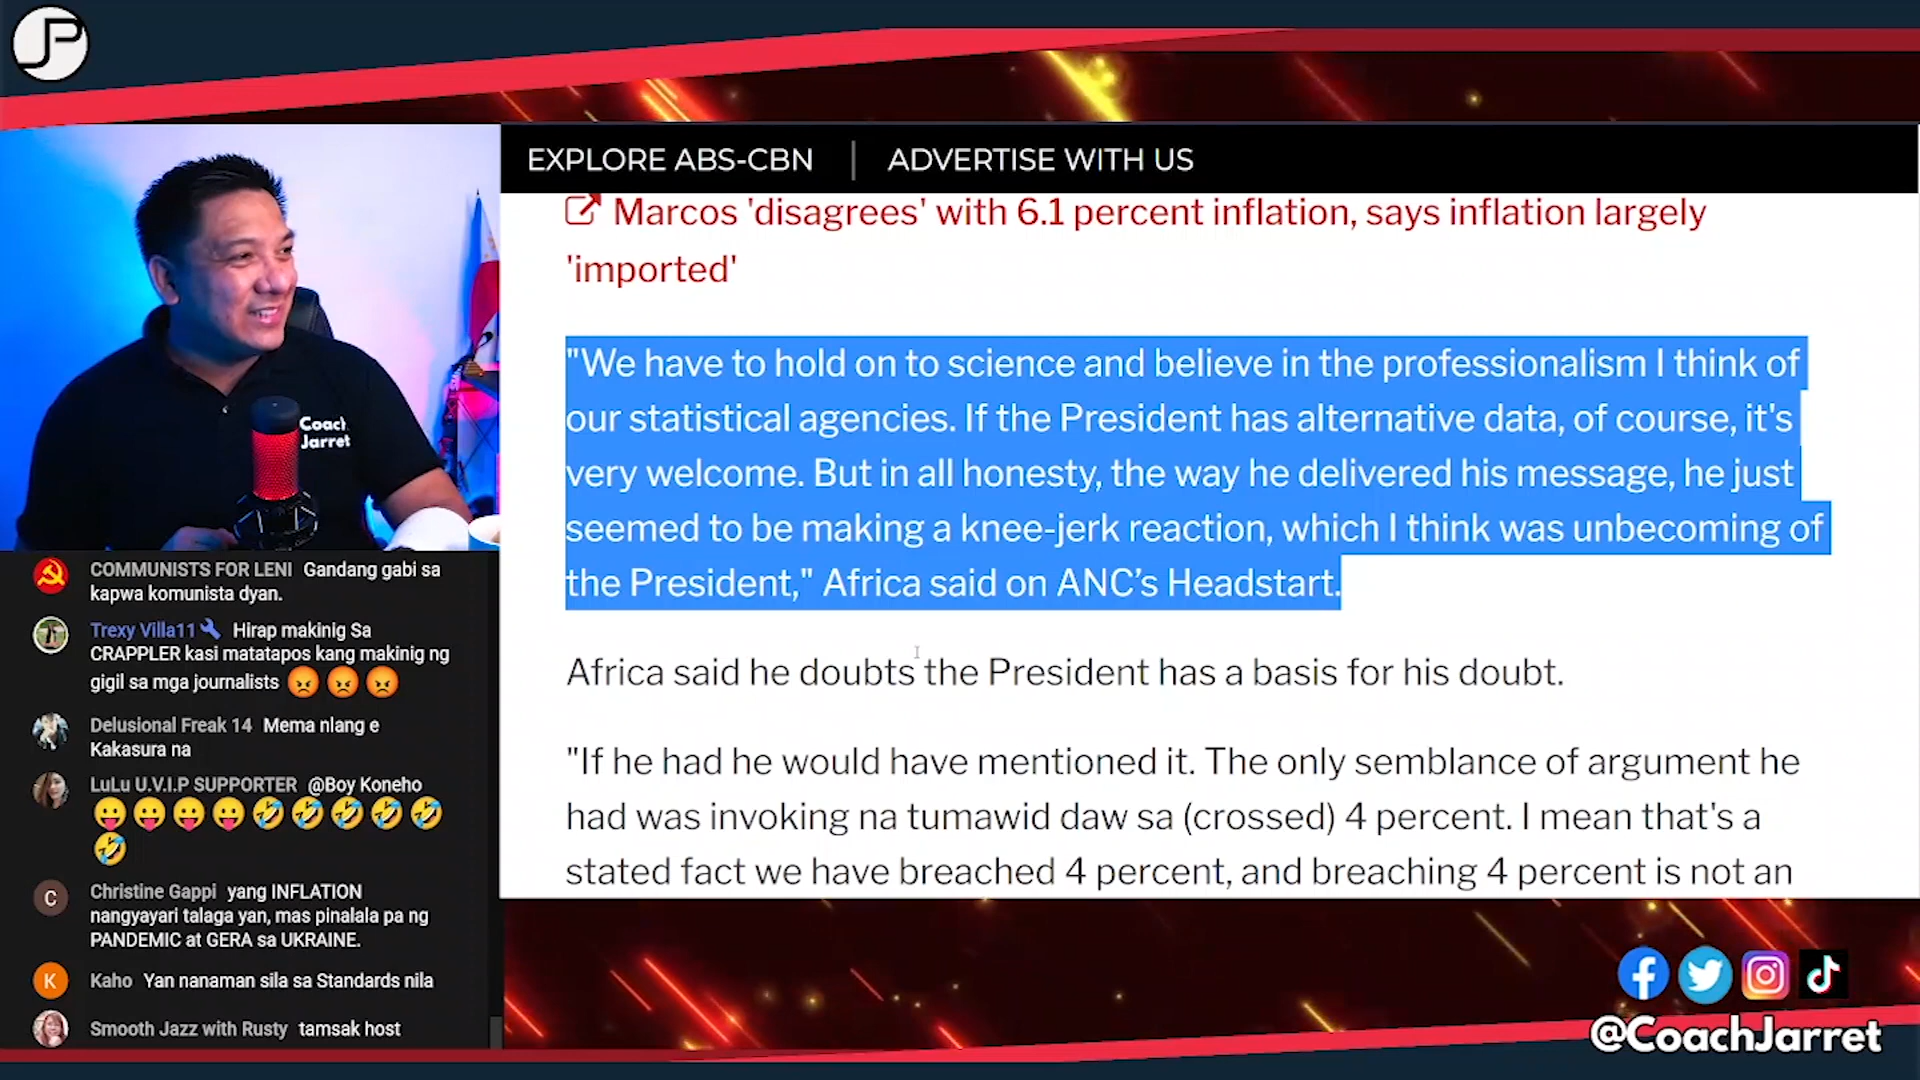 JP
EXPLORE ABS-CBN | ADVERTISE WITH US
Marcos 'disagrees' with 6.1 percent inflation, says inflation largely
'imported'
"We have to hold on to science and believe in the professionalism I think of
our statistical agencies. If the President has alternative data, of course, it's
very welcome. But in all honesty, the way he delivered his message, he just
seemed to be making a knee-jerk reaction, which I think was unbecoming of
the President," Africa said on ANC’s Headstart.
Africa said he doubts the President has a basis for his doubt.
"If he had he would have mentioned it. The only semblance of argument he
had was invoking na tumawid daw sa (crossed) 4 percent. I mean that's a
stated fact we have breached 4 percent, and breaching 4 percent is not an
Coach
Jarret
COMMUNISTS FOR LENI Gandang gabi sa
kapwa komunista dyan.
Trexy Villa11 Hirap makinig Sa
CRAPPLER kasi matatapos kang makinig ng
gigil sa mga journalists 😡 😡 😡
Delusional Freak 14 Mema nlang e
Kakasura na
LuLu U.V.I.P SUPPORTER @Boy Koneho
😛😛😛😛🤣🤣🤣🤣🤣
🤣
C
Christine Gappi yang INFLATION
nangyayari talaga yan, mas pinalala pa ng
PANDEMIC at GERA sa UKRAINE.
K
Kaho Yan nanaman sila sa Standards nila
Smooth Jazz with Rusty tamsak host
@CoachJarret